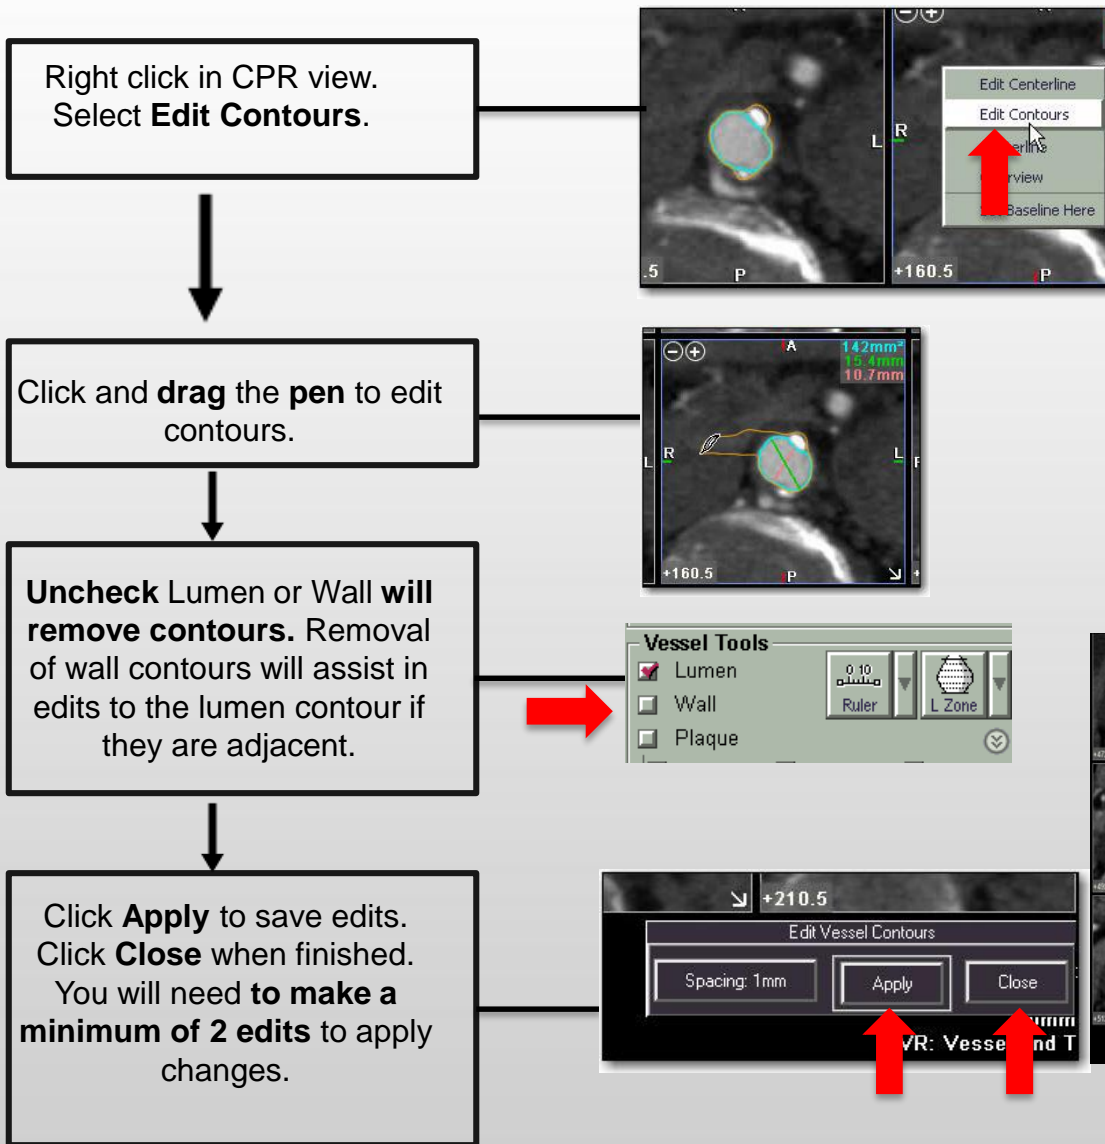 Right click in CPR view.
Select Edit Contours.
L
.5
P
R
Edit Centerline
Edit Contours
Baseline Here
+160.5
P
Click and drag the pen to edit
contours.
A
142mm²
15.4mm
10.7mm
L
R
L
+160.5
P
Uncheck Lumen or Wall will
remove contours. Removal
of wall contours will assist in
edits to the lumen contour if
they are adjacent.
Vessel Tools
Lumen
Wall
Plaque
0 10
Ruler
L Zone
Click Apply to save edits.
Click Close when finished.
You will need to make a
minimum of 2 edits to apply
changes.
+210.5
Edit Vessel Contours
Spacing: 1mm
Apply
Close